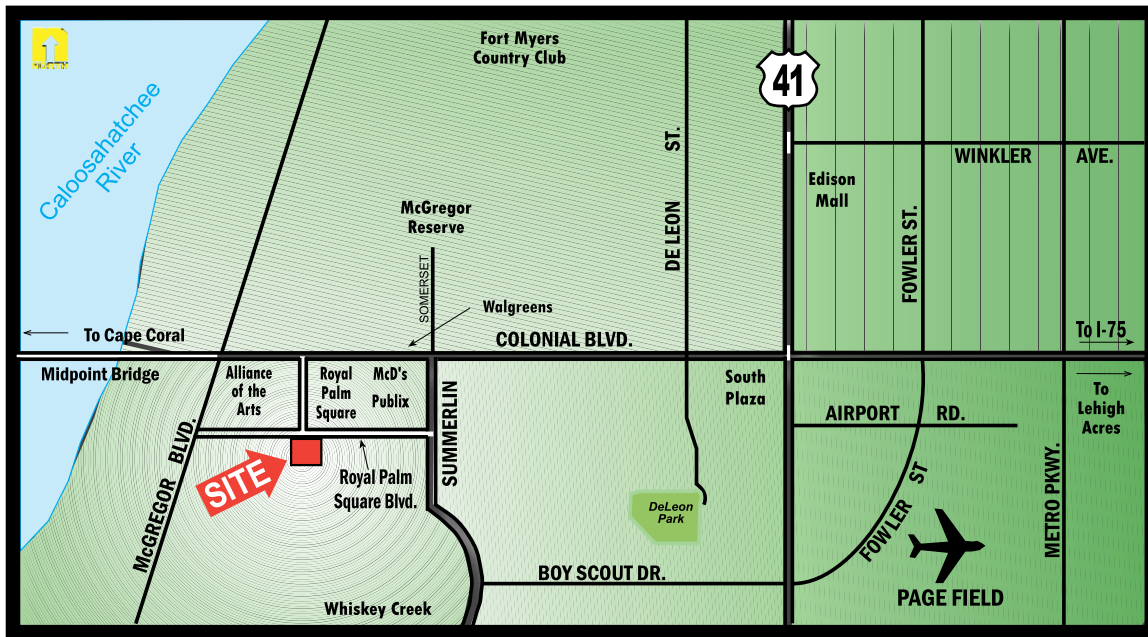 Fort Myers
Country Club
41
Caloosahatchee
River
DE LEON ST.
WINKLER AVE.
Edison
Mall
FOWLER ST.
McGregor
Reserve
SOMERSET
Walgreens
COLONIAL BLVD.
To Cape Coral
To I-75
Midpoint Bridge
Alliance
of the
Arts
Royal
Palm
Square
McD's
Publix
SUMMERLIN
South
Plaza
To
Lehigh
Acres
AIRPORT RD.
McGREGOR BLVD.
SITE
Royal Palm
Square Blvd.
DeLeon
Park
FOWLER ST
METRO PKWY.
BOY SCOUT DR.
PAGE FIELD
Whiskey Creek